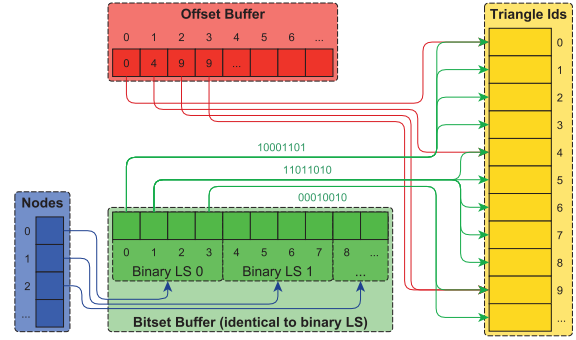 Offset Buffer
0 1 2 3 4 5 6 ...
0 4 9 9 ...
Triangle Ids
0
1
2
3
4
5
6
7
8
9
...
10001101
11011010
00010010
Nodes
0
1
2
...
0 1 2 3 4 5 6 7 8 ...
Binary LS 0 Binary LS 1 ...
Bitset Buffer (identical to binary LS)